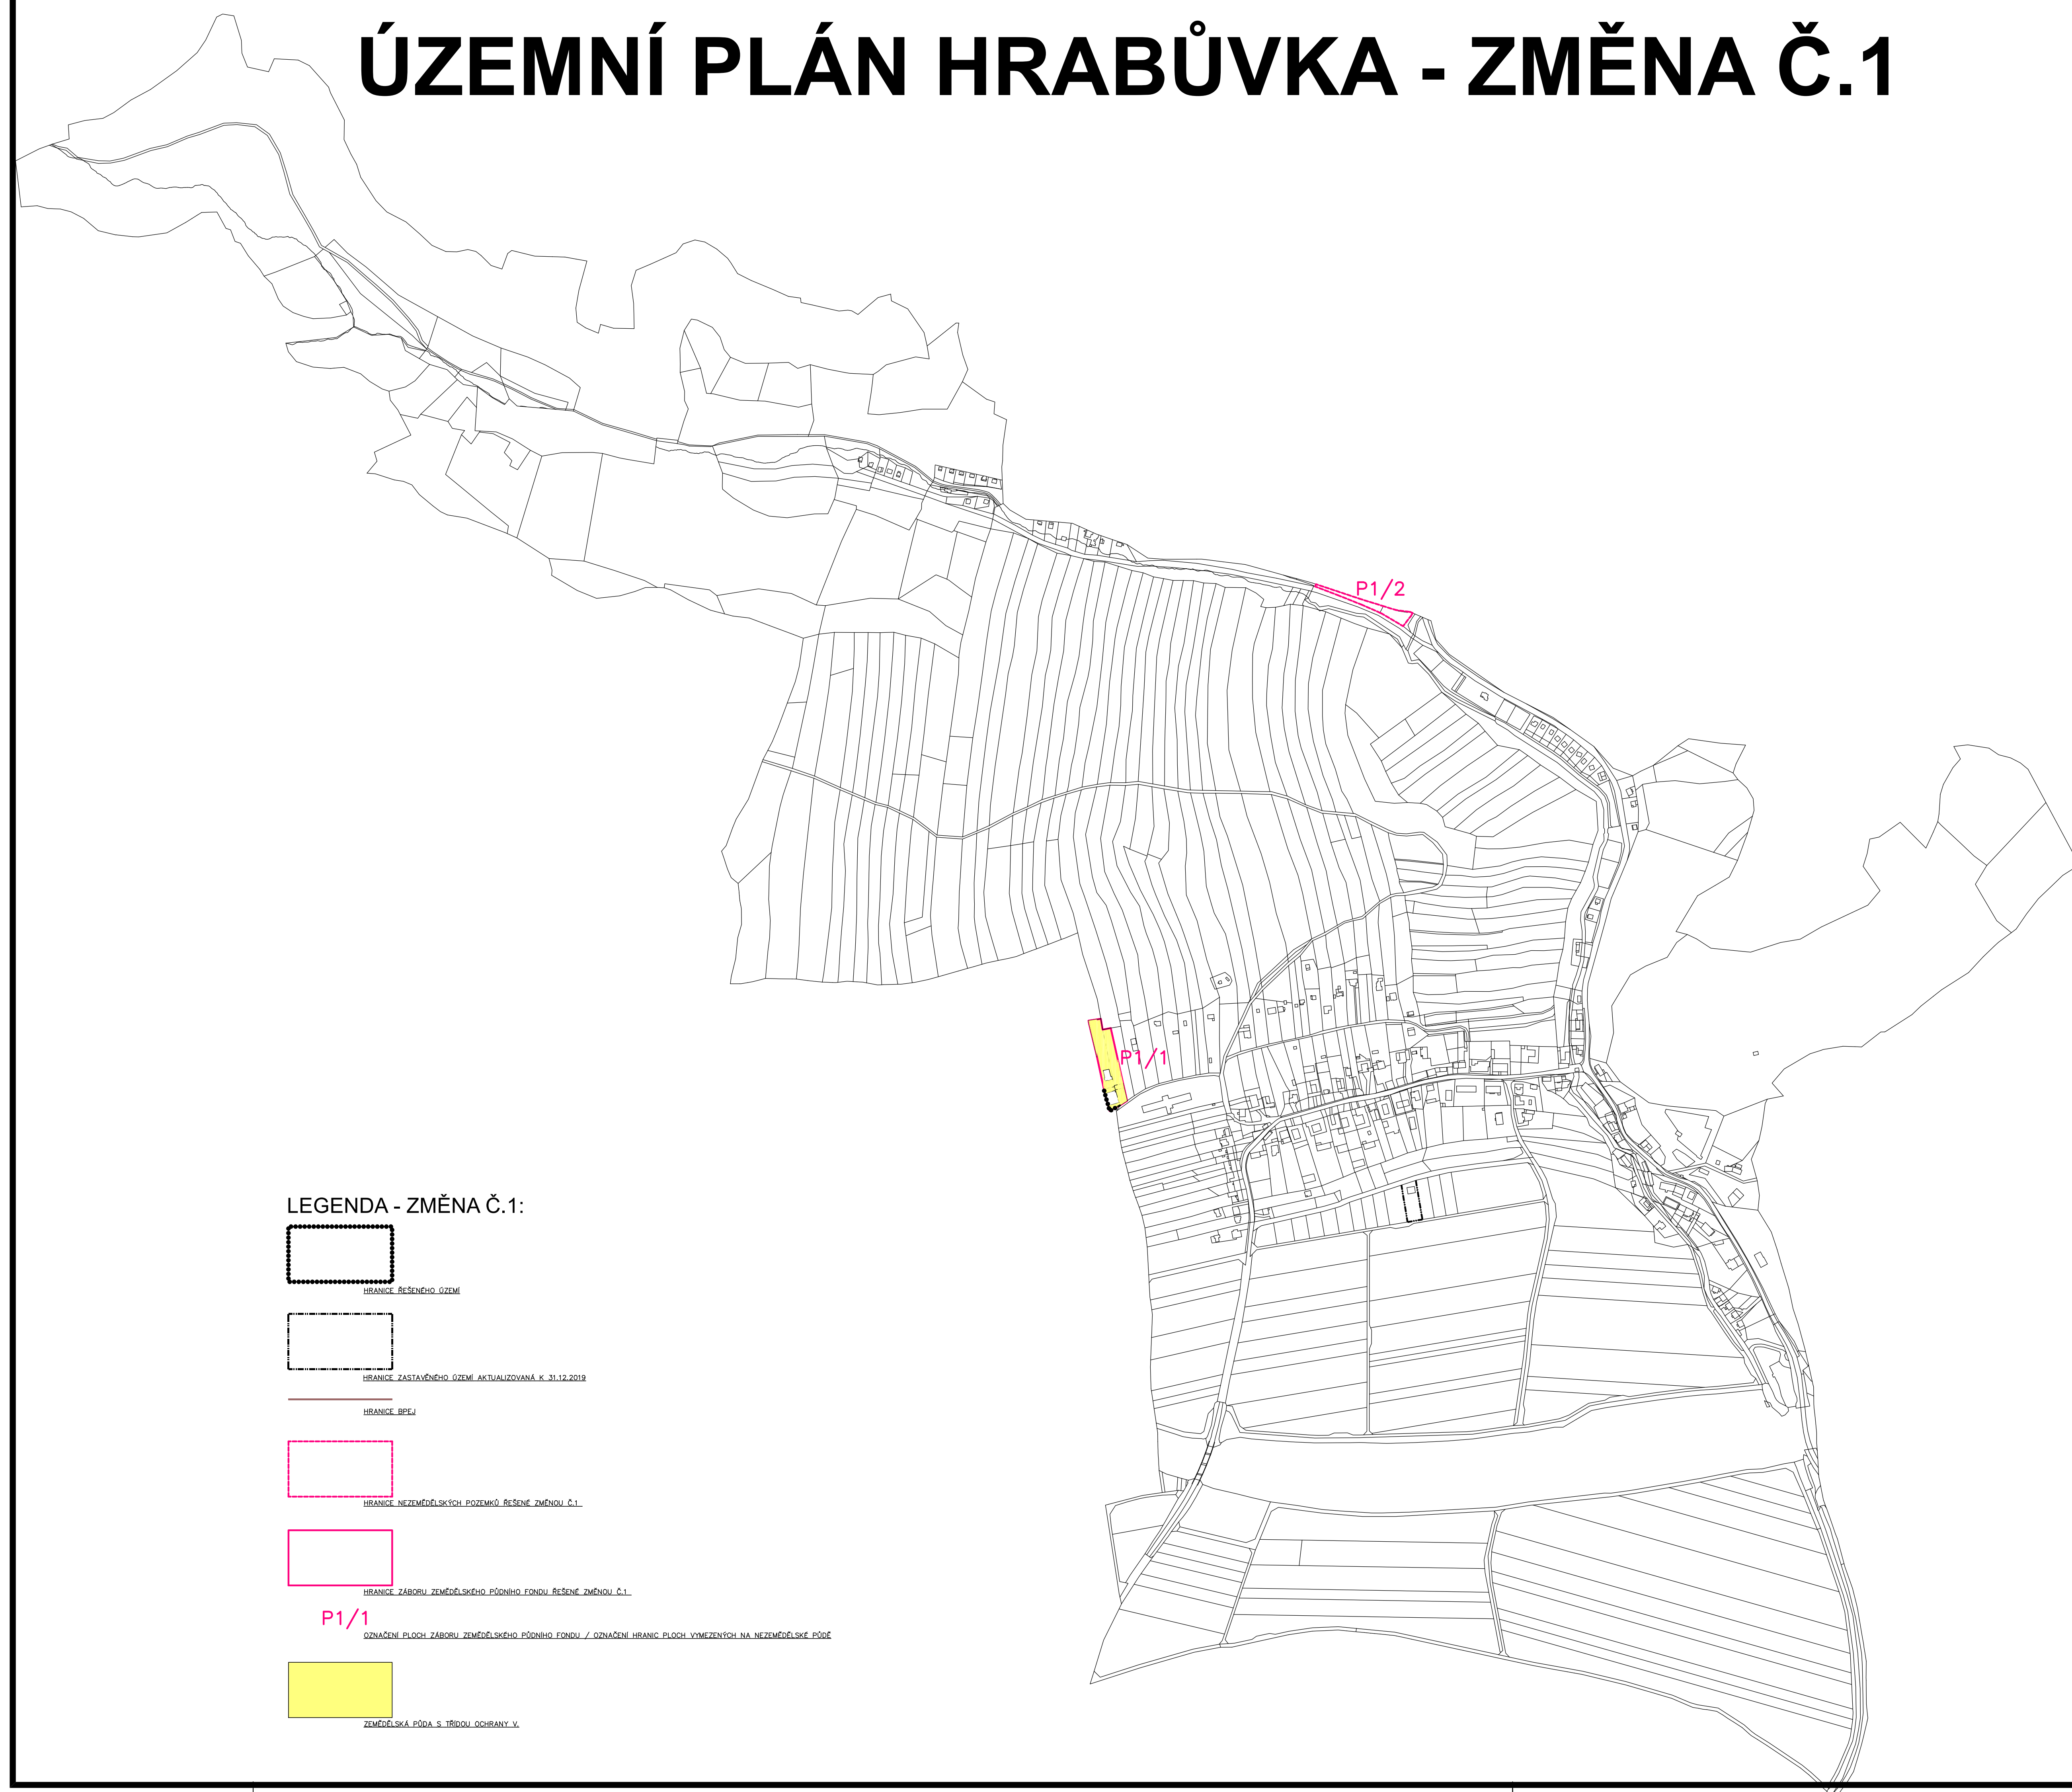 ÚZEMNÍ PLÁN HRABŮVKA - ZMĚNA Č.1
P1/2
P1/1
LEGENDA - ZMĚNA Č.1:
HRANICE ŘEŠENÉHO ÚZEMÍ
HRANICE ZASTAVĚNÉHO ÚZEMÍ AKTUALIZOVANÁ K 31.12.2019
HRANICE BPEJ
HRANICE NEZEMĚDĚLSKÝCH POZEMKŮ ŘEŠENÉ ZMĚNOU Č.1
HRANICE ZÁBORU ZEMĚDĚLSKÉHO PŮDNÍHO FONDU ŘEŠENÉ ZMĚNOU Č.1
P1/1
OZNAČENÍ PLOCH ZÁBORU ZEMĚDĚLSKÉHO PŮDNÍHO FONDU / OZNAČENÍ HRANIC PLOCH VYMEZENÝCH NA NEZEMĚDĚLSKÉ PŮDĚ
ZEMĚDĚLSKÁ PŮDA S TŘÍDOU OCHRANY V.